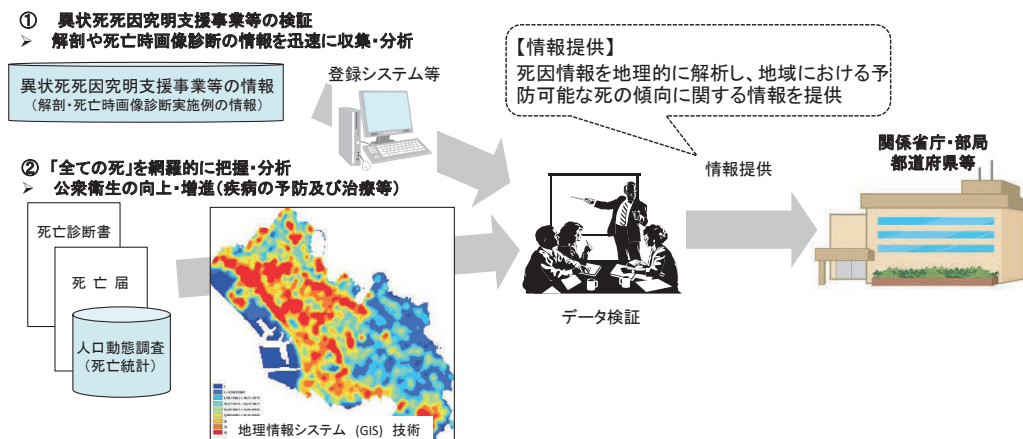 ① 異状死死因究明支援事業等の検証
➢ 解剖や死亡時画像診断の情報を迅速に収集・分析
異状死死因究明支援事業等の情報
(解剖・死亡時画像診断実施例の情報)
登録システム等
【情報提供】
死因情報を地理的に解析し、地域における予
防可能な死の傾向に関する情報を提供
② 「全ての死」を網羅的に把握・分析
➢ 公衆衛生の向上・増進(疾病の予防及び治療等)
死亡診断書
死 亡 届
人口動態調査
(死亡統計)
地理情報システム (GIS) 技術
データ検証
情報提供
関係省庁・部局
都道府県等